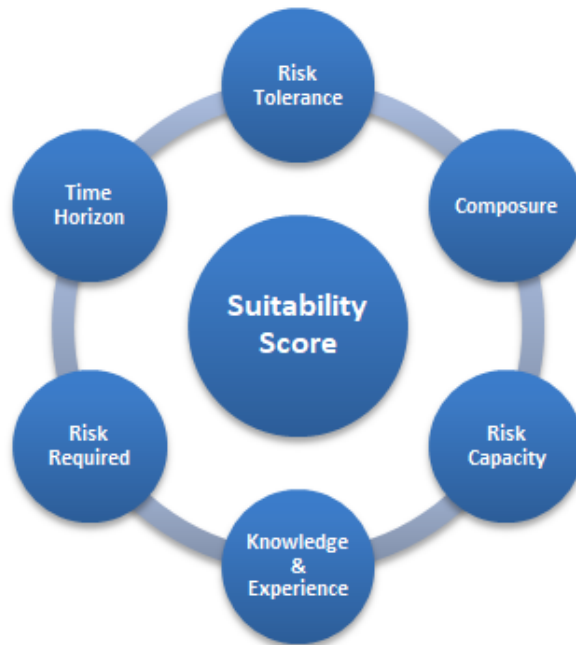 Risk
Tolerance
Composure
Risk
Capacity
Knowledge
&
Experience
Risk
Required
Time
Horizon
Suitability
Score